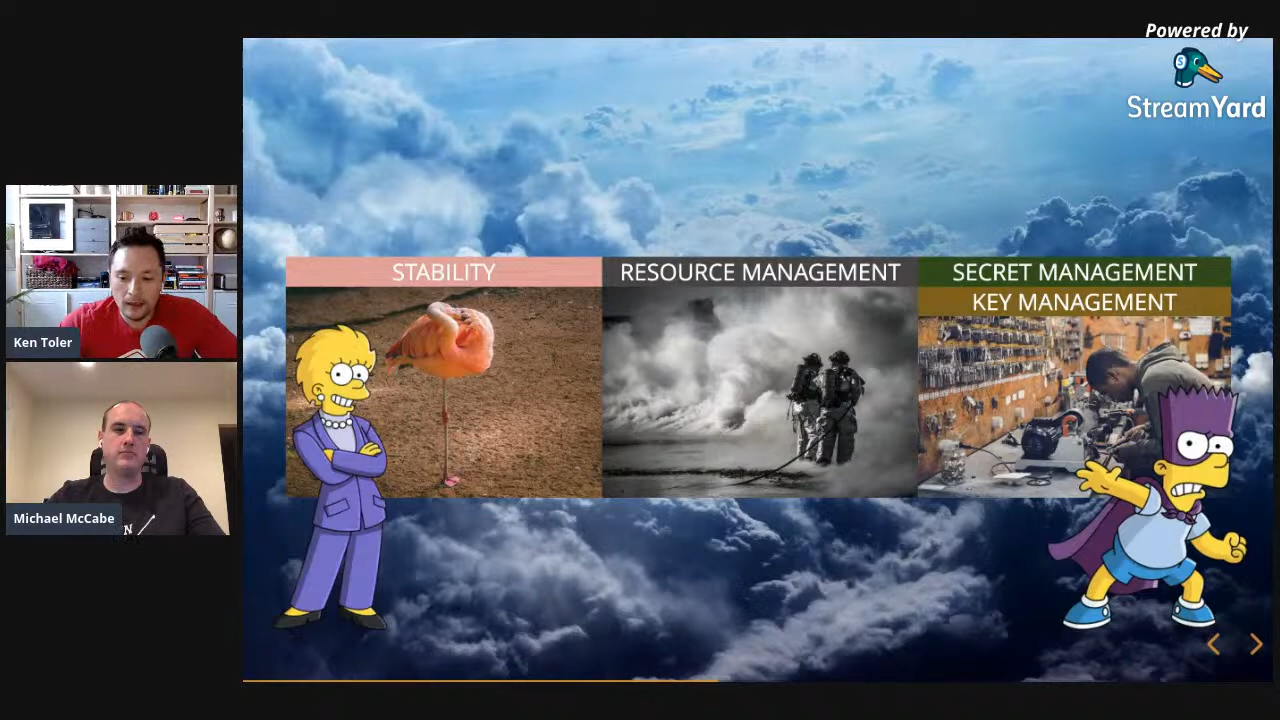 Powered by
StreamYard
STABILITY
RESOURCE MANAGEMENT
SECRET MANAGEMENT
KEY MANAGEMENT
Ken Toler
Michael McCabe
N